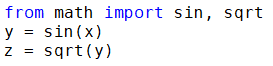 from math import sin, sqrt
y = sin(x)
z = sqrt(y)